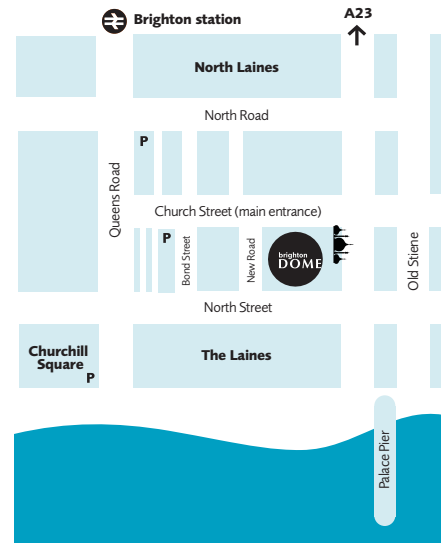 A23
Brighton station
North Laines
North Road
P
Queens Road
Church Street (main entrance)
P
Bond Street
New Road
brighton
DOME
Old Stiene
North Street
Churchill
Square
P
The Laines
Palace Pier